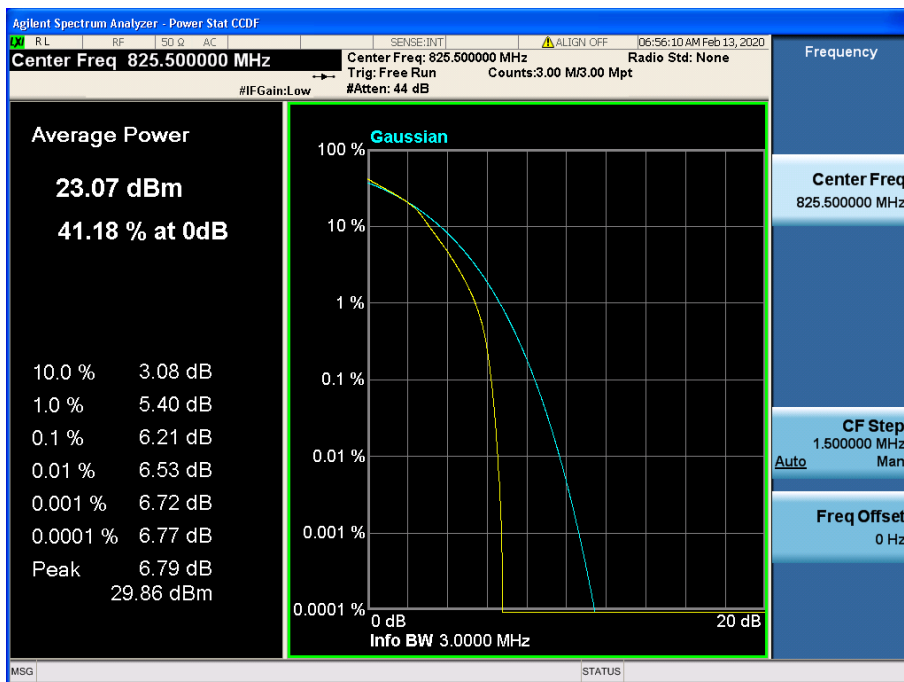 Agilent Spectrum Analyzer - Power Stat CCDF
LXI RL RF 50 Ω AC SENSE:INT ALIGN OFF 06:56:10 AM Feb 13, 2020
Center Freq 825.500000 MHz
Center Freq: 825.500000 MHz Radio Std: None
Trig: Free Run Counts:3.00 M/3.00 Mpt
#IFGain:Low #Atten: 44 dB
Average Power
23.07 dBm
41.18 % at 0dB
10.0 % 3.08 dB
1.0 % 5.40 dB
0.1 % 6.21 dB
0.01 % 6.53 dB
0.001 % 6.72 dB
0.0001 % 6.77 dB
Peak 6.79 dB
29.86 dBm
Gaussian
100 %
10 %
1 %
0.1 %
0.01 %
0.001 %
0.0001 %
0 dB 20 dB
Info BW 3.0000 MHz
Frequency
Center Freq
825.500000 MHz
CF Step
1.500000 MHz
Auto Man
Freq Offset
0 Hz
MSG STATUS